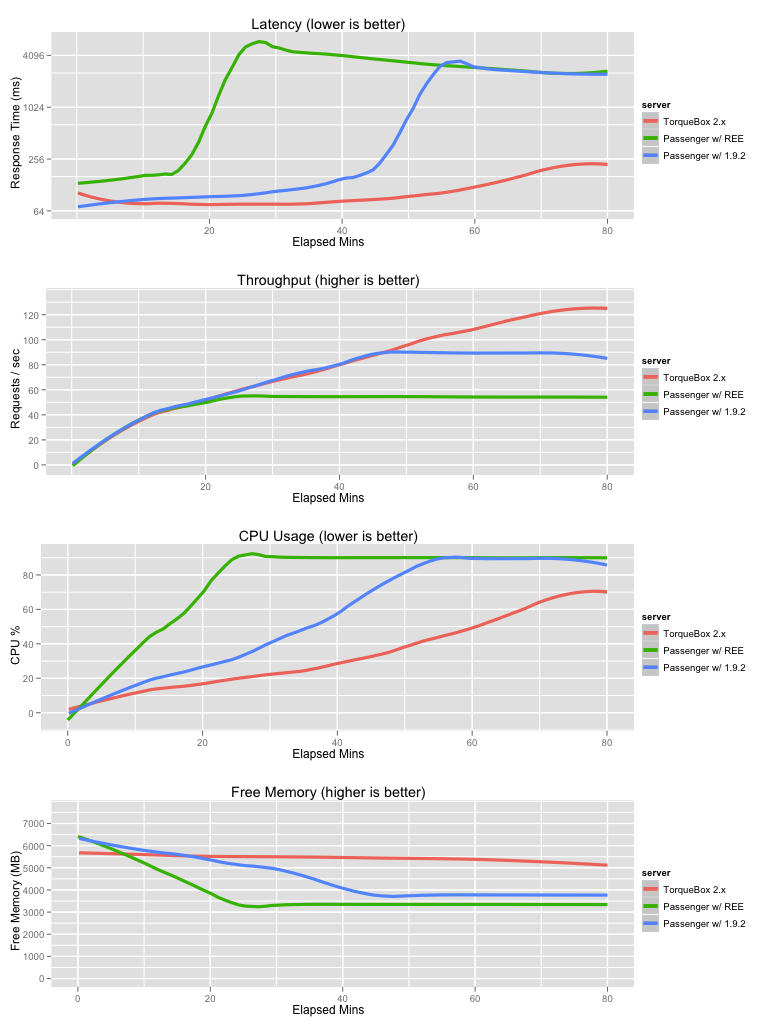 Latency (lower is better)
Response Time (ms)
4096
1024
256
64
20 40 60 80
Elapsed Mins
server
TorqueBox 2.x
Passenger w/ REE
Passenger w/ 1.9.2
Throughput (higher is better)
Requests / sec
120
100
80
60
40
20
0
20 40 60 80
Elapsed Mins
server
TorqueBox 2.x
Passenger w/ REE
Passenger w/ 1.9.2
CPU Usage (lower is better)
CPU %
80
60
40
20
0
0 20 40 60 80
Elapsed Mins
server
TorqueBox 2.x
Passenger w/ REE
Passenger w/ 1.9.2
Free Memory (higher is better)
Free Memory (MB)
7000
6000
5000
4000
3000
2000
1000
0
0 20 40 60 80
Elapsed Mins
server
TorqueBox 2.x
Passenger w/ REE
Passenger w/ 1.9.2